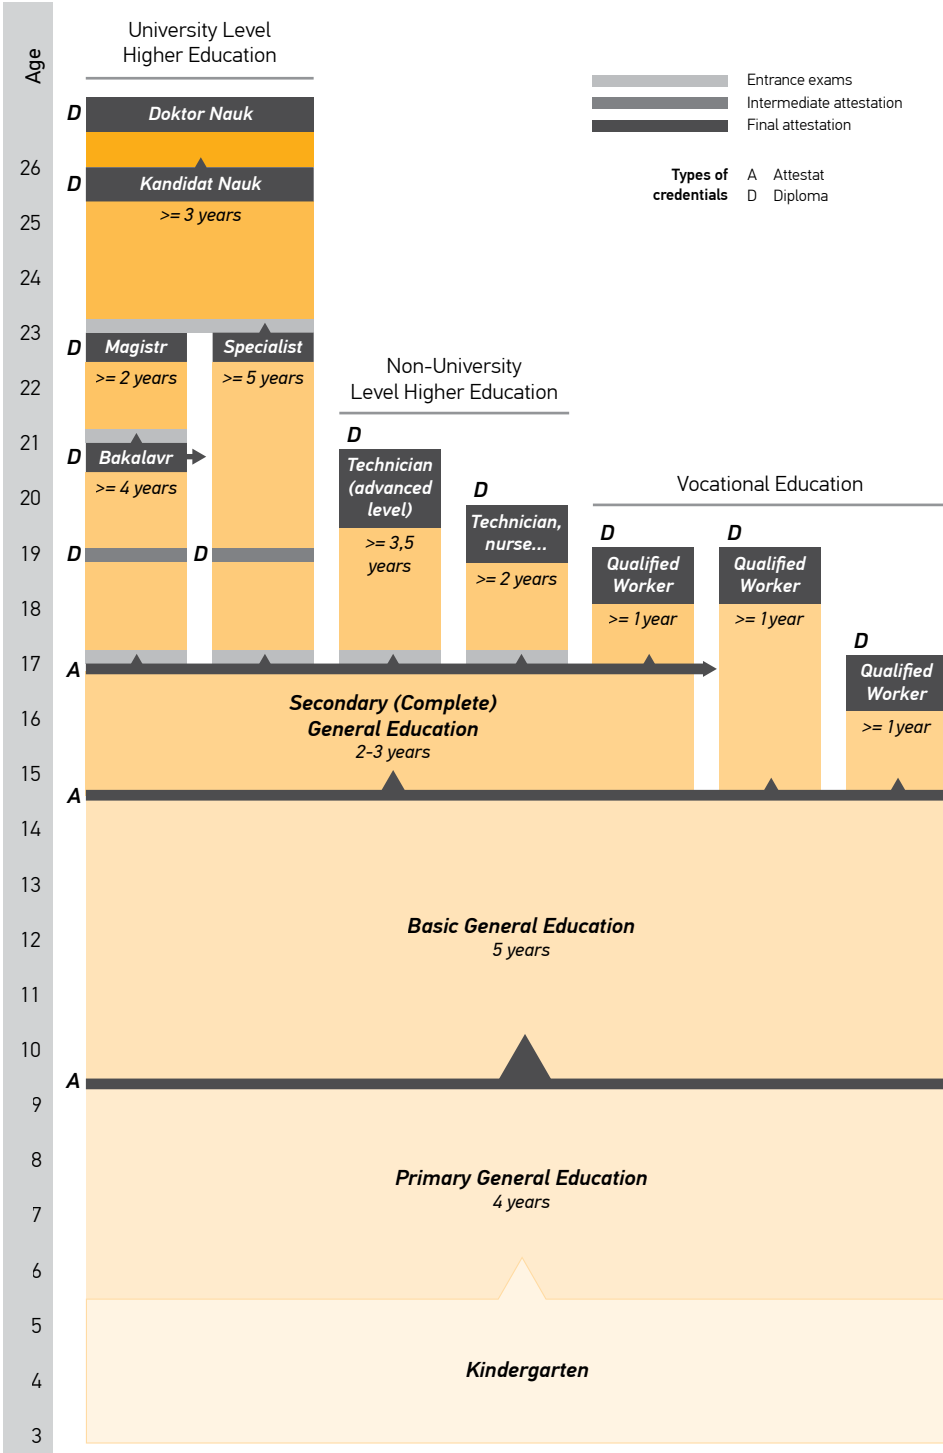 Age
University Level
Higher Education
Entrance exams
Intermediate attestation
Final attestation
Types of
credentials
A Attestat
D Diploma
D
Doktor Nauk
26
D
Kandidat Nauk
>= 3 years
25
24
23
D
Magistr
Specialist
>= 2 years
>= 5 years
22
Non-University
Level Higher Education
21
D
Bakalavr
>= 4 years
20
D
Technician
(advanced
level)
>= 3,5
years
D
Technician,
nurse...
>= 2 years
Vocational Education
19
D
D
D
Qualified
Worker
>= 1 year
D
Qualified
Worker
>= 1 year
18
17
A
D
Qualified
Worker
>= 1 year
16
Secondary (Complete)
General Education
2-3 years
15
A
14
13
12
Basic General Education
5 years
11
10
A
9
8
Primary General Education
4 years
7
6
5
Kindergarten
4
3